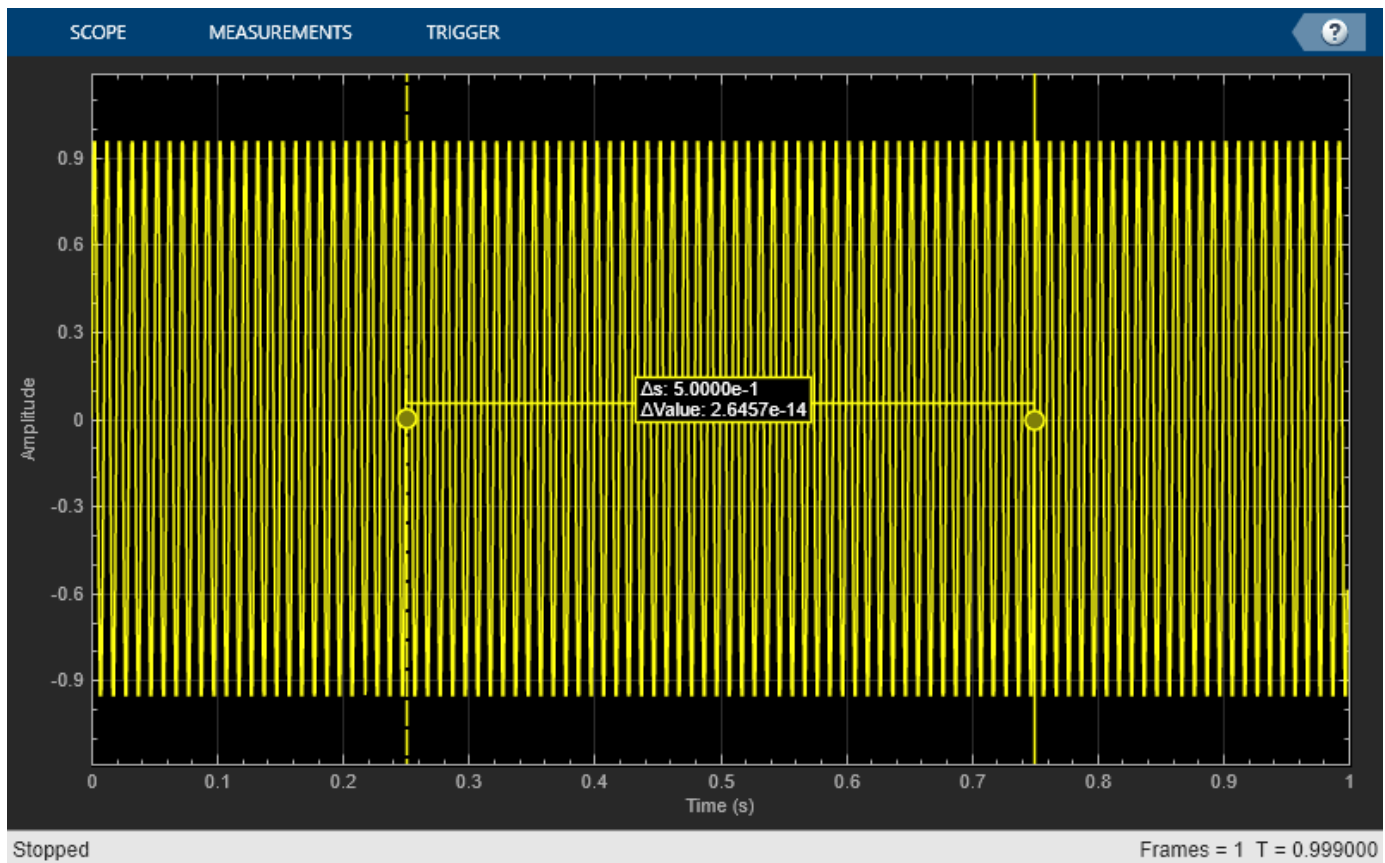 SCOPE MEASUREMENTS TRIGGER ?
0.9
0.6
0.3
0
-0.3
-0.6
-0.9
Amplitude
Δs: 5.0000e-1
ΔValue: 2.6457e-14
0 0.1 0.2 0.3 0.4 0.5 0.6 0.7 0.8 0.9 1
Time (s)
Stopped Frames = 1 T = 0.999000